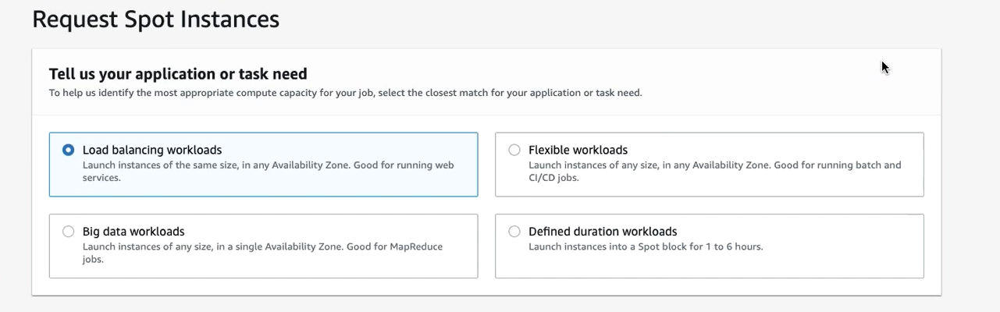 Request Spot Instances
Tell us your application or task need
To help us identify the most appropriate compute capacity for your job, select the closest match for your application or task need.
Load balancing workloads
Launch instances of the same size, in any Availability Zone. Good for running web
services.
Flexible workloads
Launch instances of any size, in any Availability Zone. Good for running batch and
CI/CD jobs.
Big data workloads
Launch instances of any size, in a single Availability Zone. Good for MapReduce
jobs.
Defined duration workloads
Launch instances into a Spot block for 1 to 6 hours.